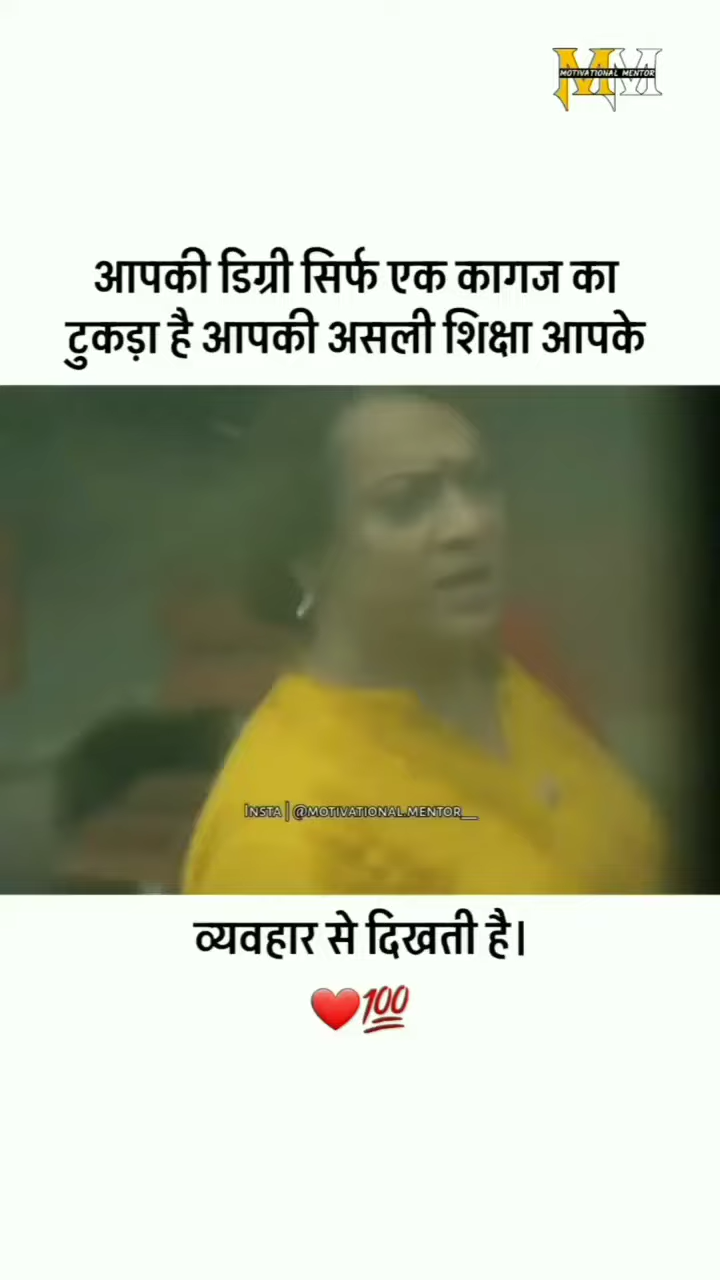 MOTIVATIONAL MENTOR
आपकी डिग्री सिर्फ एक कागज का
टुकड़ा है आपकी असली शिक्षा आपके
INSTA | @MOTIVATIONAL.MENTOR__
व्यवहार से दिखती है।
❤️💯